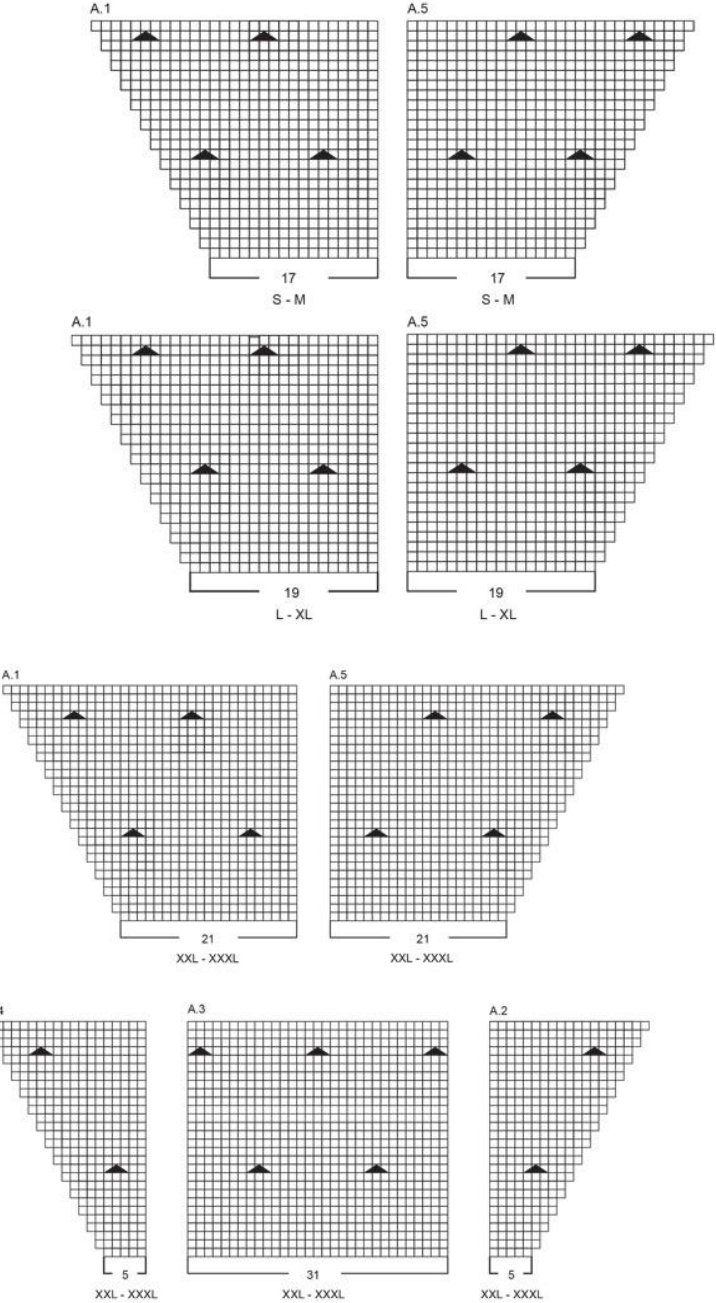 A.1 A.5
17 17
S - M S - M
A.1 A.5
19 19
L - XL L - XL
A.1 A.5
21 21
XXL - XXXL XXL - XXXL
4 A.3 A.2
5 31 5
XXL - XXXL XXL - XXXL XXL - XXXL